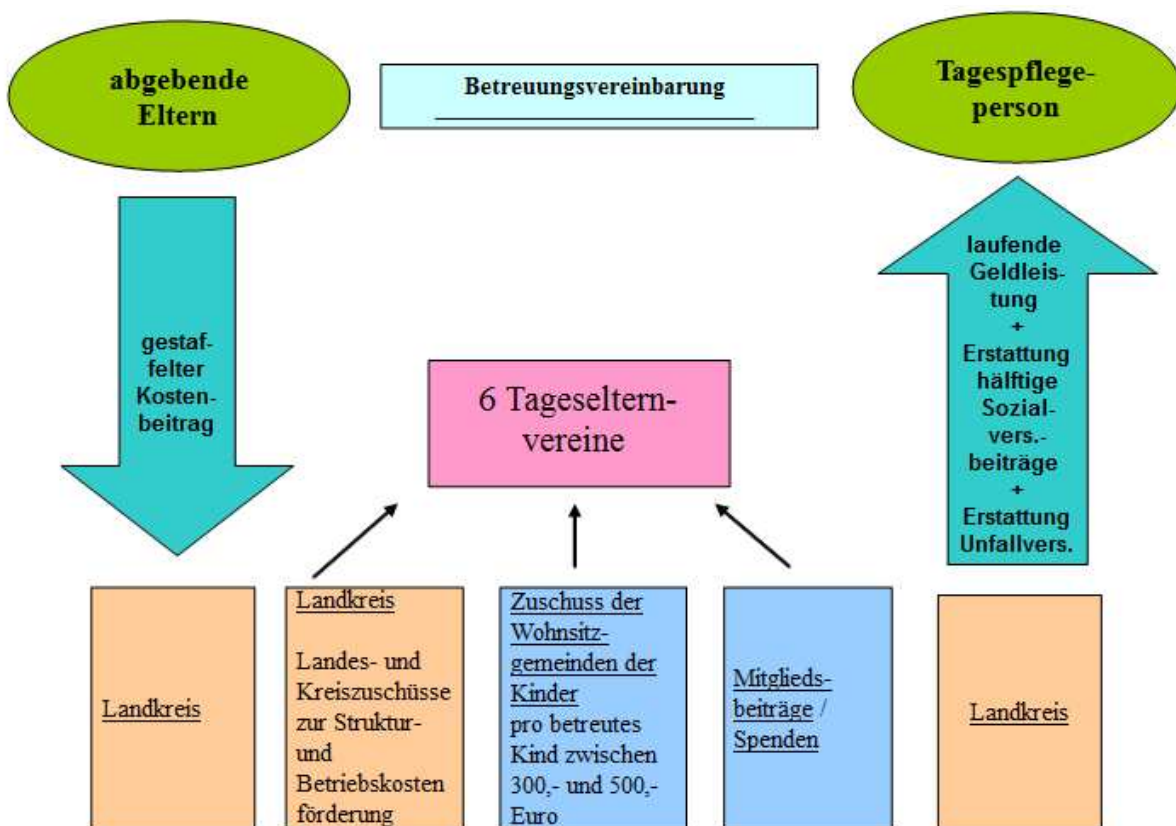 abgebende
Eltern
Betreuungsvereinbarung
Tagespflege-
person
gestaf-
felter
Kosten-
beitrag
6 Tageseltern-
vereine
laufende
Geldleis-
tung
+
Erstattung
hälftige
Sozial-
vers.-
beiträge
+
Erstattung
Unfallvers.
Landkreis
Landkreis
Landes- und
Kreiszuschüsse
zur Struktur-
und
Betriebskosten
förderung
Zuschuss der
Wohnsitz-
gemeinden der
Kinder
pro betreutes
Kind zwischen
300,- und 500,-
Euro
Mitglieds-
beiträge /
Spenden
Landkreis